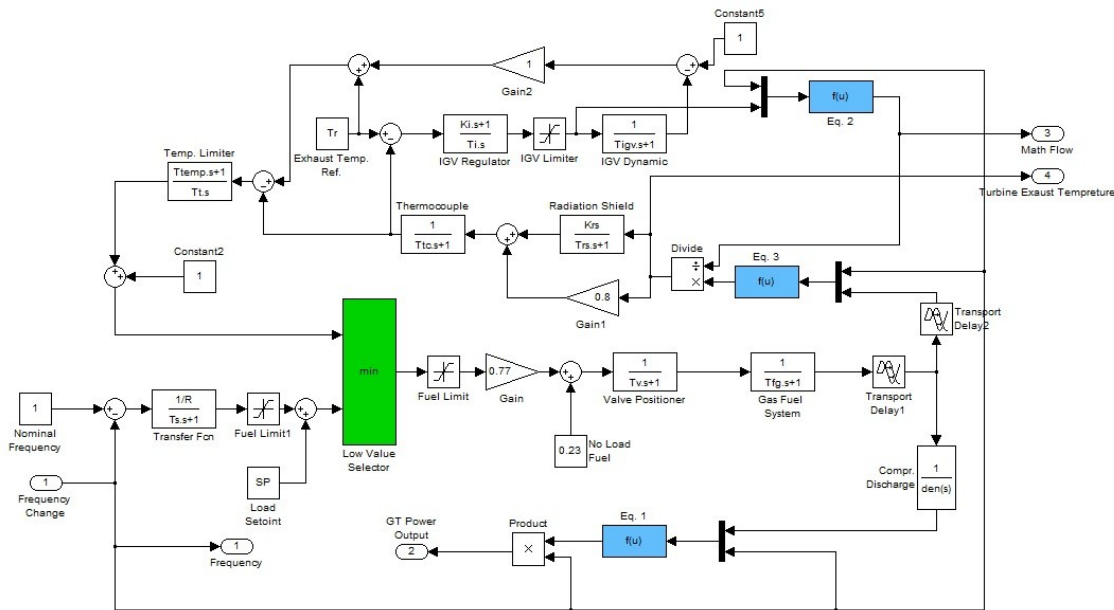 Constant5
1
1
Gain2
f(u)
Eq. 2
3
Math Flow
Tr
Exhaust Temp.
Ref.
Ki.s+1
Ti.s
IGV Regulator
IGV Limiter
1
Tigv.s+1
IGV Dynamic
4
Turbine Exaust Tempreture
Temp. Limiter
Ttemp.s+1
Tt.s
Thermocouple
1
Ttc.s+1
Radiation Shield
Krs
Trs.s+1
Divide
Eq. 3
f(u)
Constant2
1
0.8
Gain1
Transport
Delay2
min
Low Value
Selector
Fuel Limit
0.77
Gain
1
Tv.s+1
Valve Positioner
1
Tfg.s+1
Gas Fuel
System
Transport
Delay1
1
Nominal
Frequency
1/R
Ts.s+1
Transfer Fcn
Fuel Limit1
0.23
No Load
Fuel
SP
Load
Setoint
1
Frequency
Change
Compr.
Discharge
1
den(s)
GT Power
Output
2
Product
Eq. 1
f(u)
1
Frequency